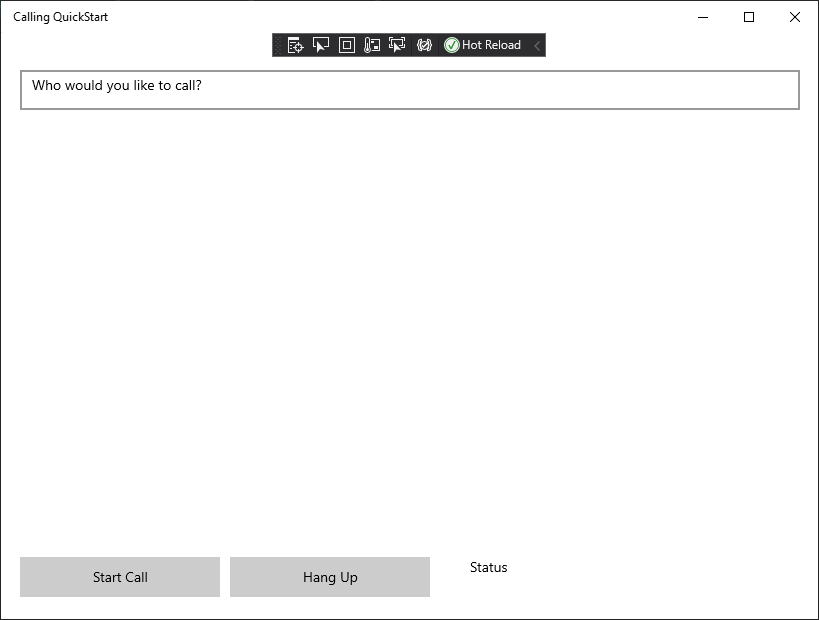 Calling QuickStart
Hot Reload
Who would you like to call?
Start Call
Hang Up
Status